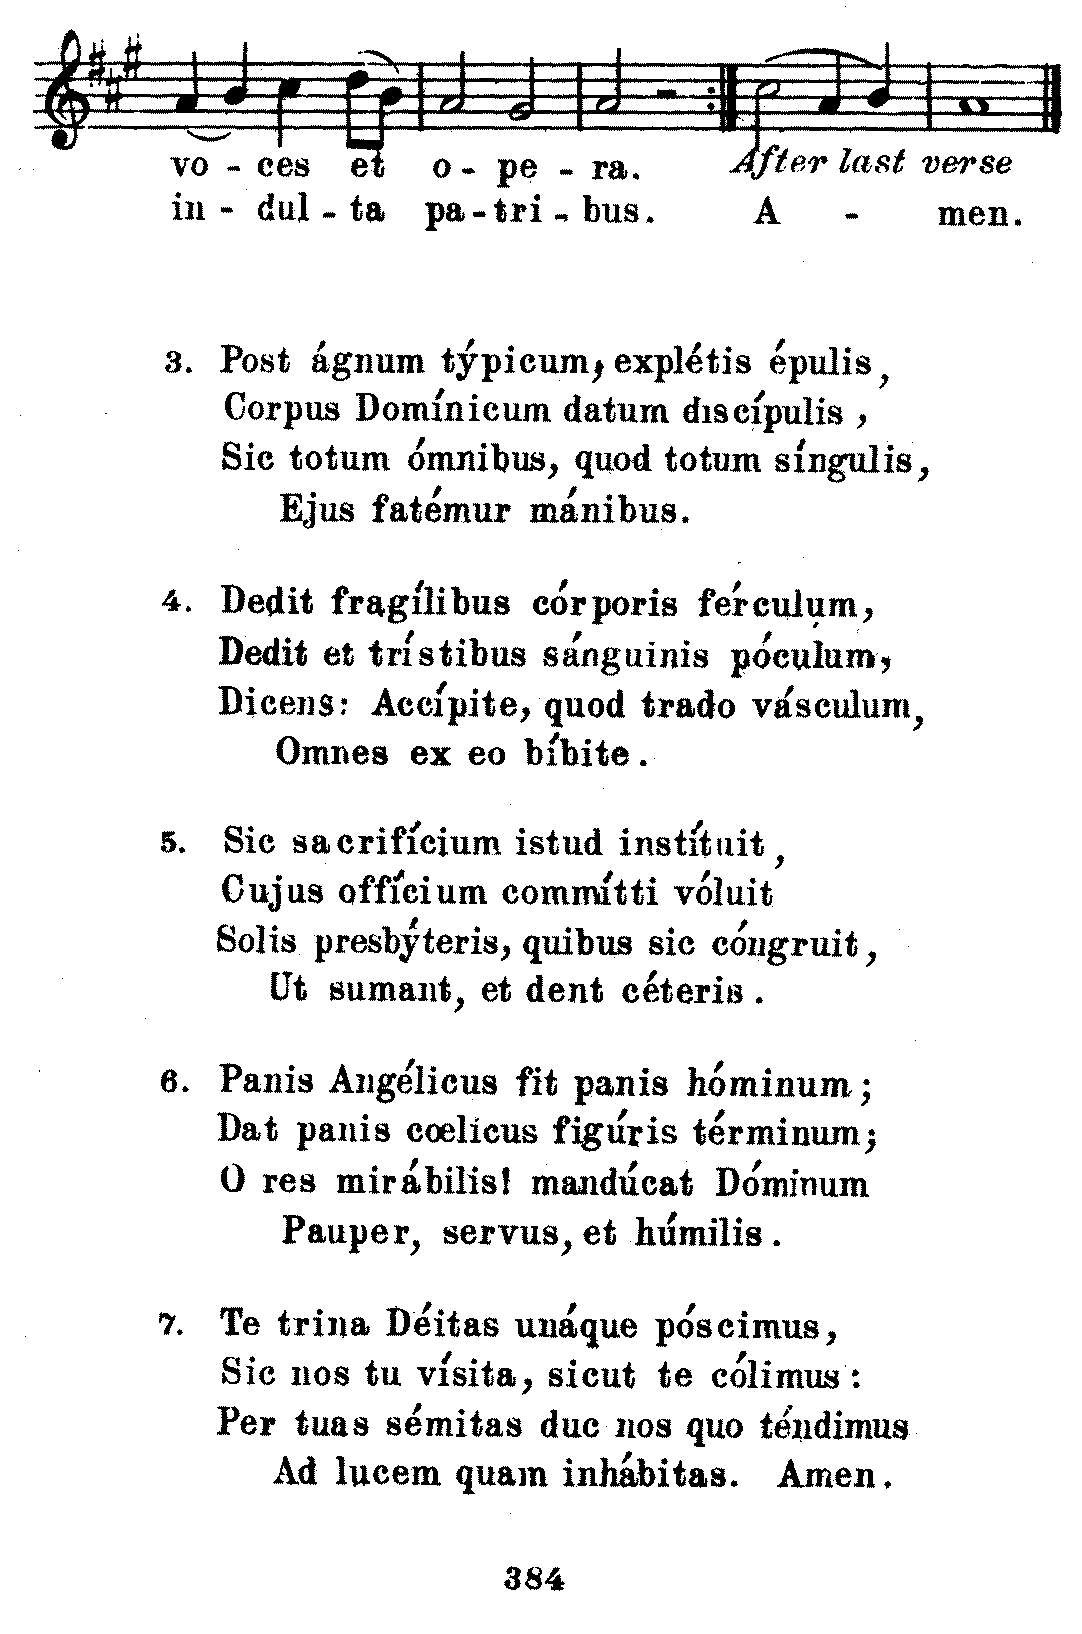 vo - ces et o - pe - ra. After last verse
in - dul - ta pa - tri - bus. A - men.
3. Post ágnum týpicum, explétis épulis,
Corpus Domínicum datum discípulis,
Sic totum ómnibus, quod totum síngulis,
Ejus fatémur mánibus.
4. Dedit fragílibus córporis férculum,
Dedit et trístibus sánguinis póculum,
Dicens: Accípite, quod trado vásculum,
Omnes ex eo bíbite.
5. Sic sacrifícium istud instítuit,
Cujus offícium commítti vóluit
Solis presbýteris, quibus sic cóngruit,
Ut sumant, et dent céteris.
6. Panis Angélicus fit panis hóminum;
Dat panis cœlicus figúris términum;
O res mirábilis! mandúcat Dóminum
Pauper, servus, et húmilis.
7. Te trina Déitas unáque póscimus,
Sic nos tu vísita, sicut te cólimus:
Per tuas sémitas duc nos quo téndimus
Ad lucem quam inhábitas. Amen.
384